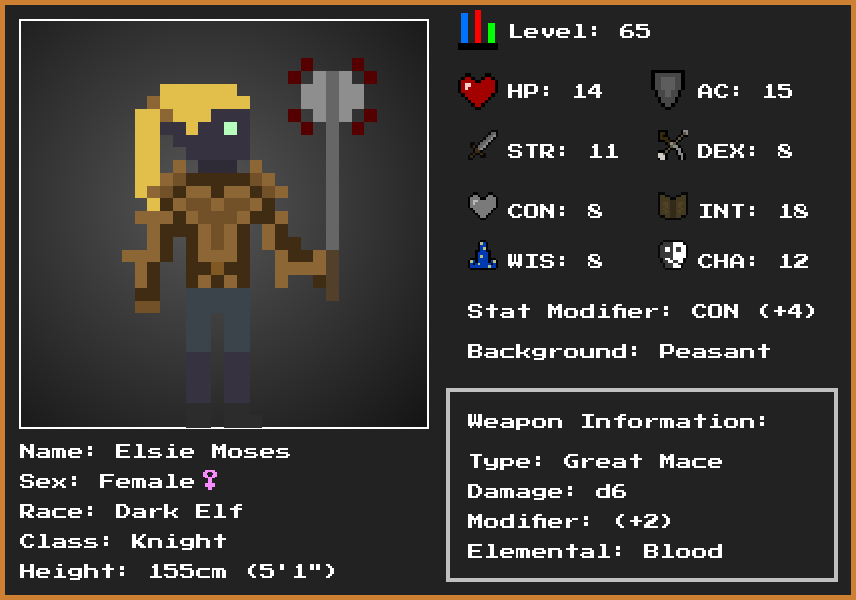 Level: 65
HP: 14 AC: 15
STR: 11 DEX: 8
CON: 8 INT: 18
WIS: 8 CHA: 12
Stat Modifier: CON (+4)
Background: Peasant
Weapon Information:
Type: Great Mace
Damage: d6
Modifier: (+2)
Elemental: Blood
Name: Elsie Moses
Sex: Female♀
Race: Dark Elf
Class: Knight
Height: 155cm (5'1")